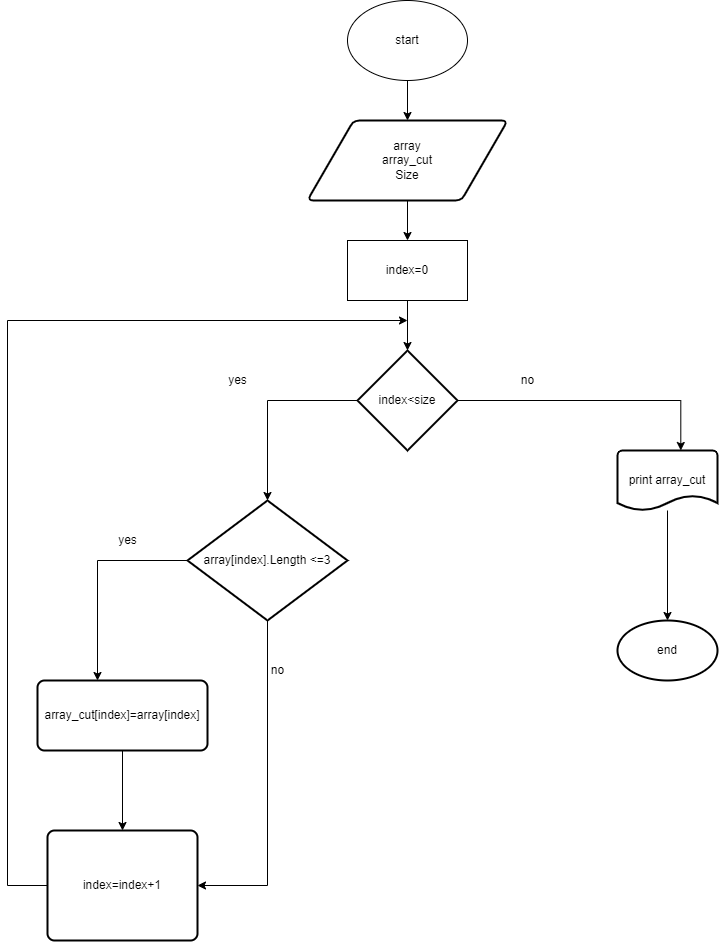 start
array
array_cut
Size
index=0
yes
no
index<size
print array_cut
yes
array[index].Length <=3
end
no
array_cut[index]=array[index]
index=index+1